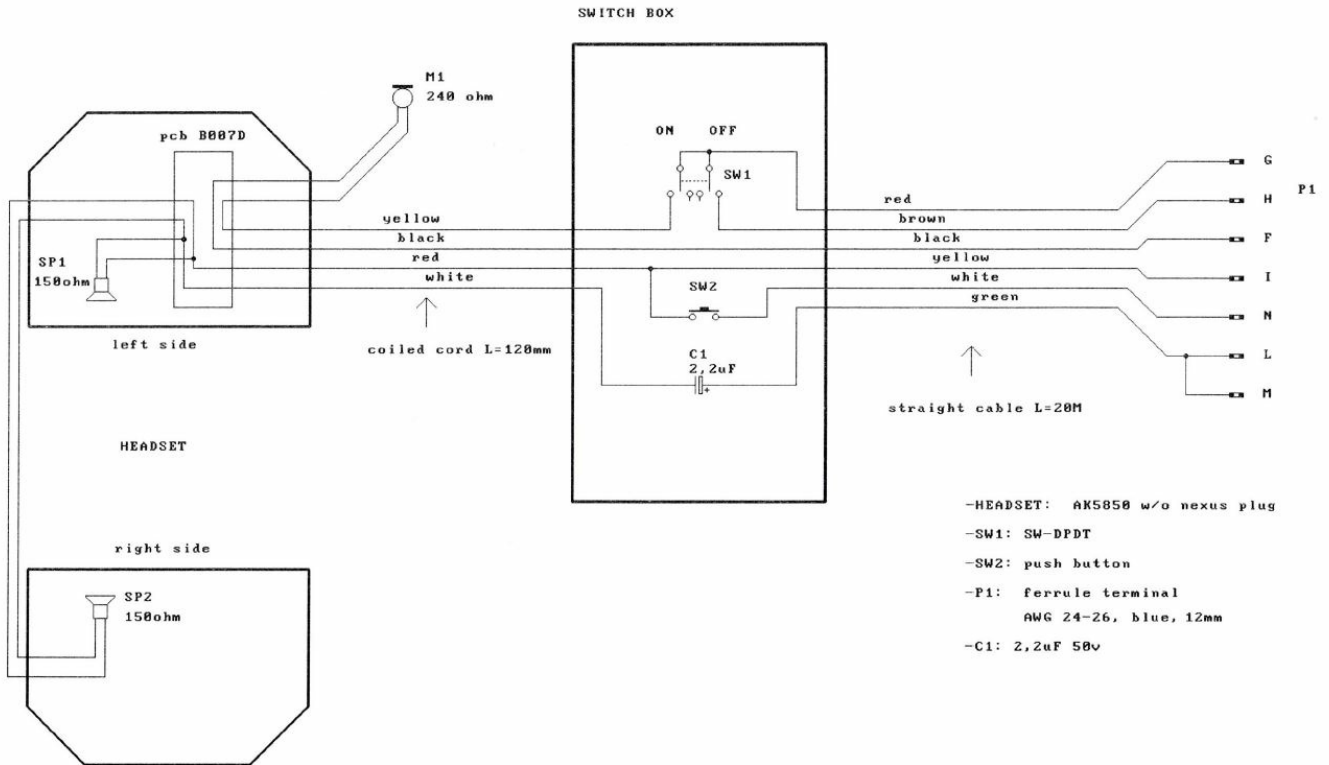 SWITCH BOX
M1
240 ohm
pcb B007D
ON OFF
SW1
G
P1
red
H
yellow
brown
black
black
F
SP1
red
yellow
150ohm
white
SW2
white
I
green
N
left side
coiled cord L=120mm
C1
2,2uF
+
L
straight cable L=20M
M
HEADSET
-HEADSET: AK5850 w/o nexus plug
-SW1: SW-DPDT
right side
-SW2: push button
SP2
-P1: ferrule terminal
150ohm
AWG 24-26, blue, 12mm
-C1: 2,2uF 50v